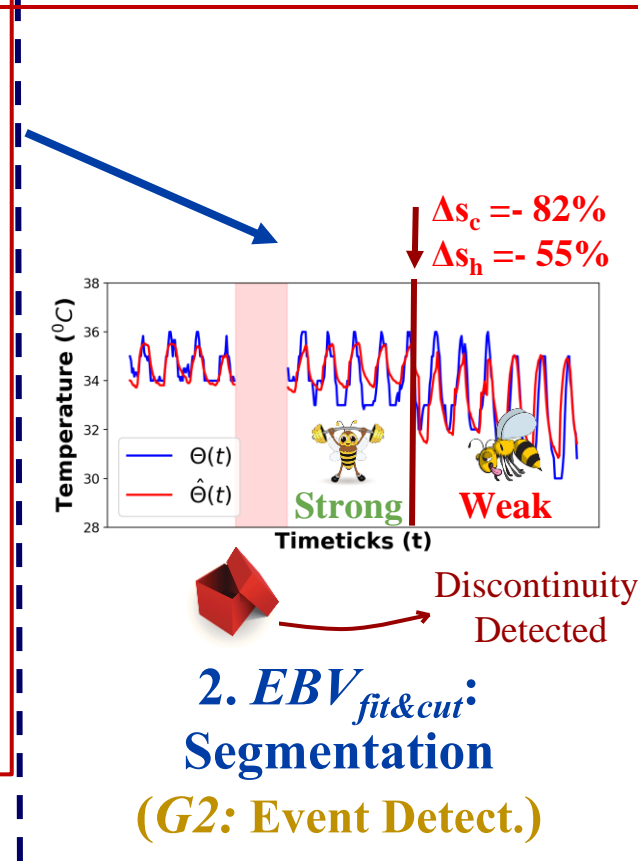 Δs_c =- 82%
Δs_h =- 55%
38
36
34
32
30
28
Temperature (⁰C)
Θ(t)
Θ̂(t)
Strong
Weak
Timeticks (t)
Discontinuity
Detected
2. EBV_fit&cut:
Segmentation
(G2: Event Detect.)